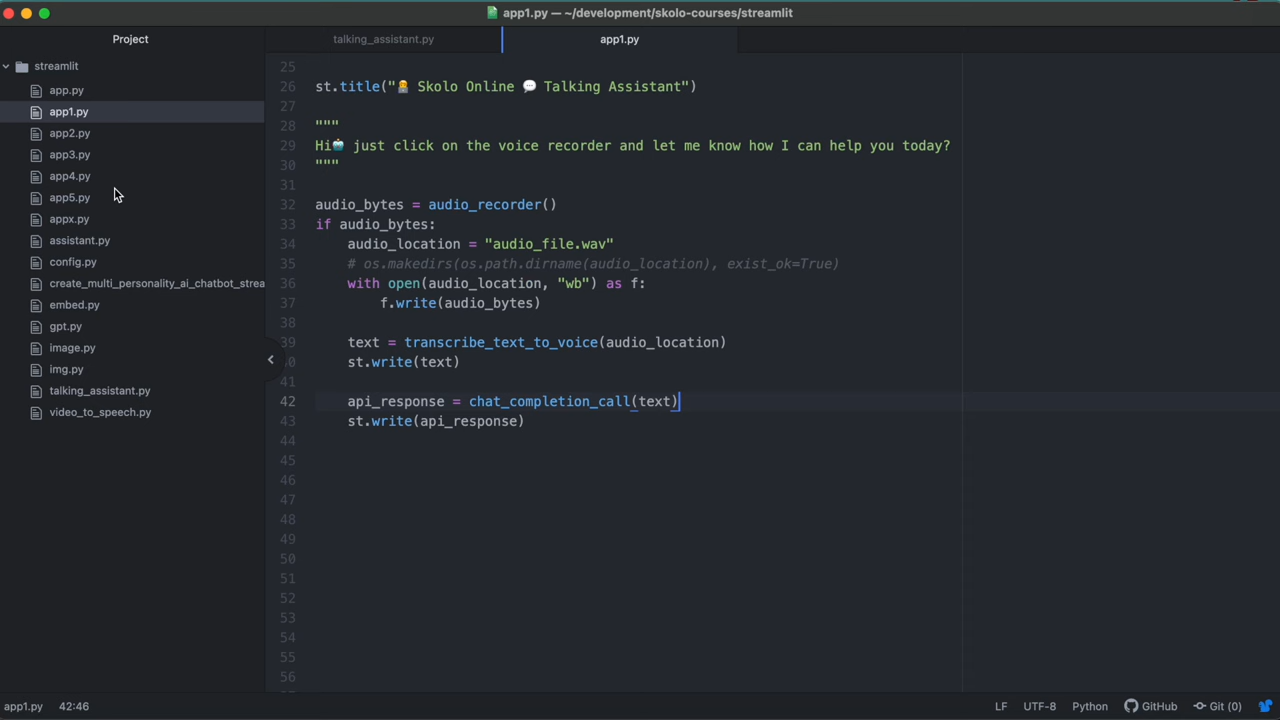 app1.py — ~/development/skolo-courses/streamlit
Project
talking_assistant.py
app1.py
streamlit
app.py
app1.py
app2.py
app3.py
app4.py
app5.py
appx.py
assistant.py
config.py
create_multi_personality_ai_chatbot_strea
embed.py
gpt.py
image.py
img.py
talking_assistant.py
video_to_speech.py
25
26 st.title("👩‍💼 Skolo Online 💬 Talking Assistant")
27
28 """
29 Hi🤖 just click on the voice recorder and let me know how I can help you today?
30 """
31
32 audio_bytes = audio_recorder()
33 if audio_bytes:
34     audio_location = "audio_file.wav"
35     # os.makedirs(os.path.dirname(audio_location), exist_ok=True)
36     with open(audio_location, "wb") as f:
37         f.write(audio_bytes)
38
39     text = transcribe_text_to_voice(audio_location)
40     st.write(text)
41
42     api_response = chat_completion_call(text)
43     st.write(api_response)
44
45
46
47
48
49
50
51
52
53
54
55
56
app1.py 42:46 LF UTF-8 Python GitHub Git (0)